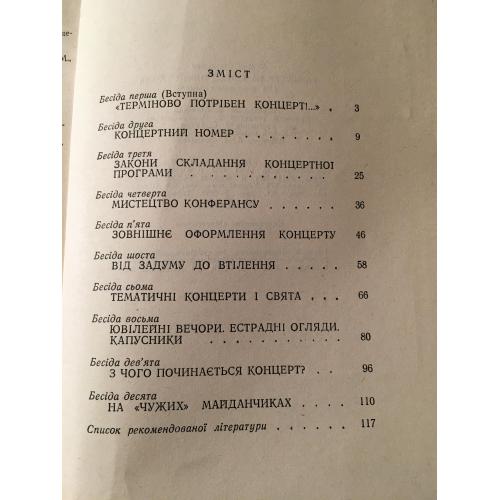 ЗМІСТ
Бесіда перша (Вступна)
«ТЕРМІНОВО ПОТРІБЕН КОНЦЕРТ!...» . 3
Бесіда друга
КОНЦЕРТНИЙ НОМЕР . . . . . . . . 9
Бесіда третя
ЗАКОНИ СКЛАДАННЯ КОНЦЕРТНОЇ
ПРОГРАМИ . . . . . . . . . . . 25
Бесіда четверта
МИСТЕЦТВО КОНФЕРАНСУ . . . . . . 36
Бесіда п'ята
ЗОВНІШНЄ ОФОРМЛЕННЯ КОНЦЕРТУ 46
Бесіда шоста
ВІД ЗАДУМУ ДО ВТІЛЕННЯ . . . . . 58
Бесіда сьома
ТЕМАТИЧНІ КОНЦЕРТИ І СВЯТА . . . 66
Бесіда восьма
ЮВІЛЕЙНІ ВЕЧОРИ. ЕСТРАДНІ ОГЛЯДИ.
КАПУСНИКИ . . . . . . . . . . . 80
Бесіда дев'ята
З ЧОГО ПОЧИНАЄТЬСЯ КОНЦЕРТ? . . 96
Бесіда десята
НА «ЧУЖИХ» МАЙДАНЧИКАХ . . . . 110
Список рекомендованої літератури . . . . . . 117